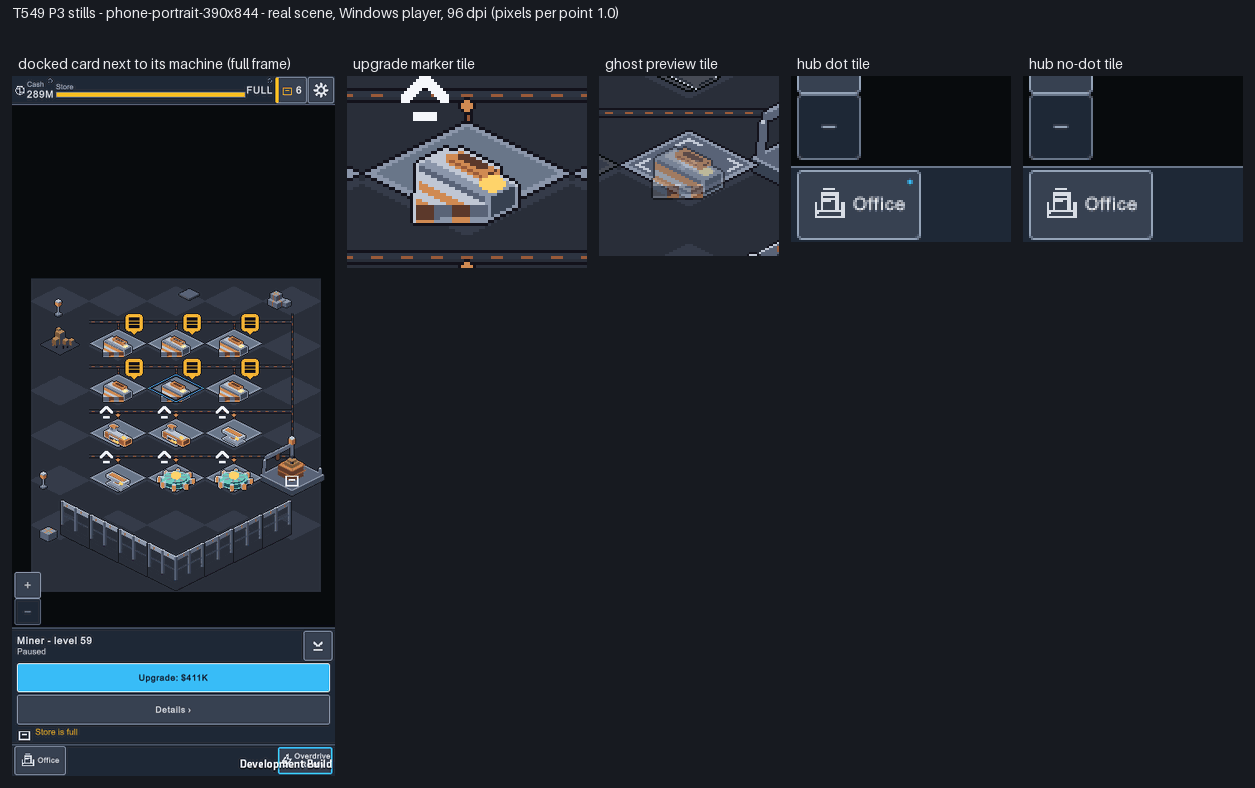 T549 P3 stills - phone-portrait-390x844 - real scene, Windows player, 96 dpi (pixels per point 1.0)
docked card next to its machine (full frame)
upgrade marker tile
ghost preview tile
hub dot tile
hub no-dot tile
Cash
289M
Store
FULL
6
Office
Office
+
–
Miner - level 59
Paused
Upgrade: $411K
Details ›
Store is full
Office
Overdrive
Development Build